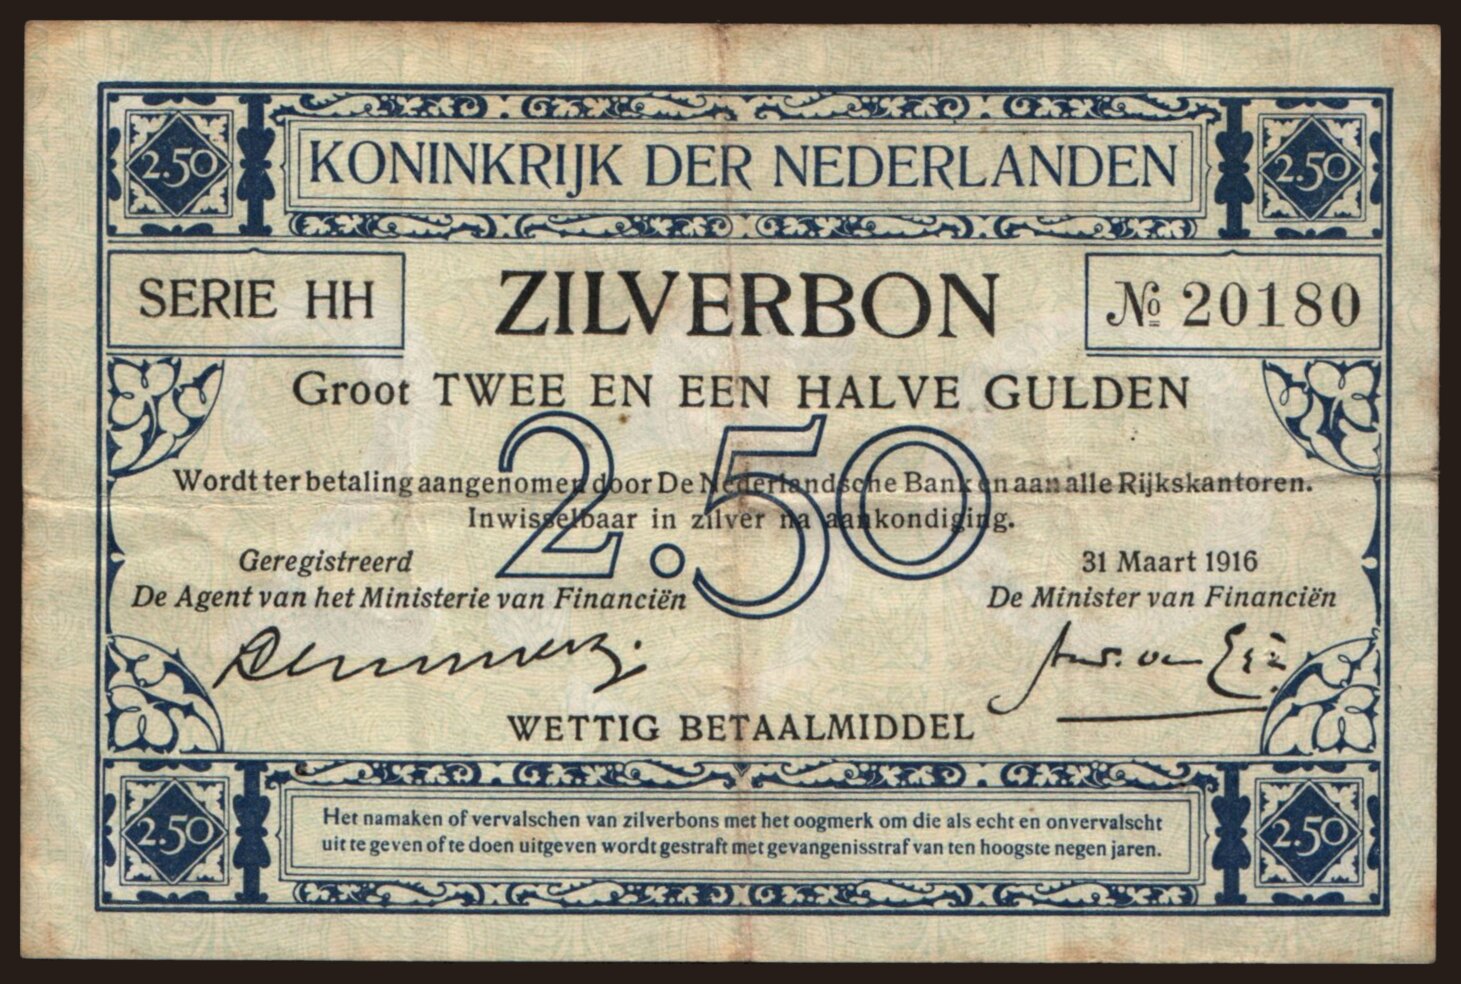 2.50 KONINKRIJK DER NEDERLANDEN 2.50
SERIE HH ZILVERBON № 20180
Groot TWEE EN EEN HALVE GULDEN
2.50
Wordt ter betaling aangenomen door De Nederlandsche Bank en aan alle Rijkskantoren.
Inwisselbaar in zilver na aankondiging.
Geregistreerd 31 Maart 1916
De Agent van het Ministerie van Financiën De Minister van Financiën
WETTIG BETAALMIDDEL
2.50 2.50
Het namaken of vervalschen van zilverbons met het oogmerk om die als echt en onvervalscht
uit te geven of te doen uitgeven wordt gestraft met gevangenisstraf van ten hoogste negen jaren.